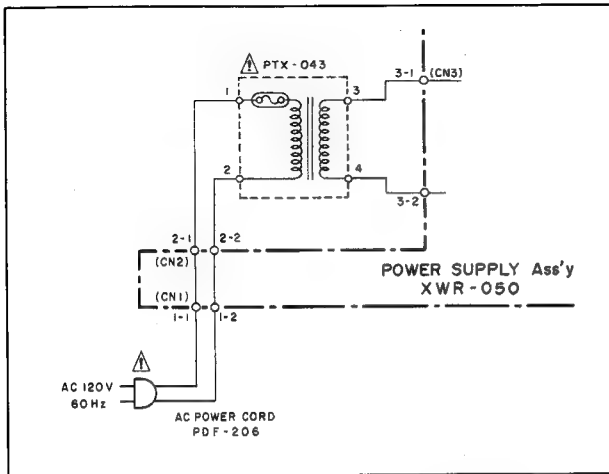 PTX-043
1
3
3-1
(CN3)
2
4
3-2
2-1
2-2
(CN2)
POWER SUPPLY Ass'y
XWR-050
(CN1)
1-1
1-2
AC 120V
60Hz
AC POWER CORD
PDF-206